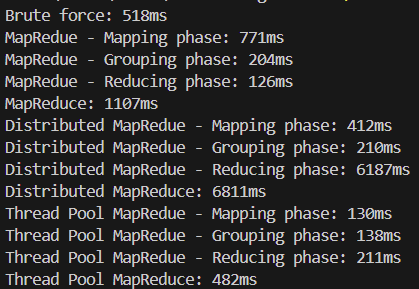 Brute force: 518ms
MapRedue - Mapping phase: 771ms
MapRedue - Grouping phase: 204ms
MapRedue - Reducing phase: 126ms
MapReduce: 1107ms
Distributed MapRedue - Mapping phase: 412ms
Distributed MapRedue - Grouping phase: 210ms
Distributed MapRedue - Reducing phase: 6187ms
Distributed MapReduce: 6811ms
Thread Pool MapRedue - Mapping phase: 130ms
Thread Pool MapRedue - Grouping phase: 138ms
Thread Pool MapRedue - Reducing phase: 211ms
Thread Pool MapReduce: 482ms